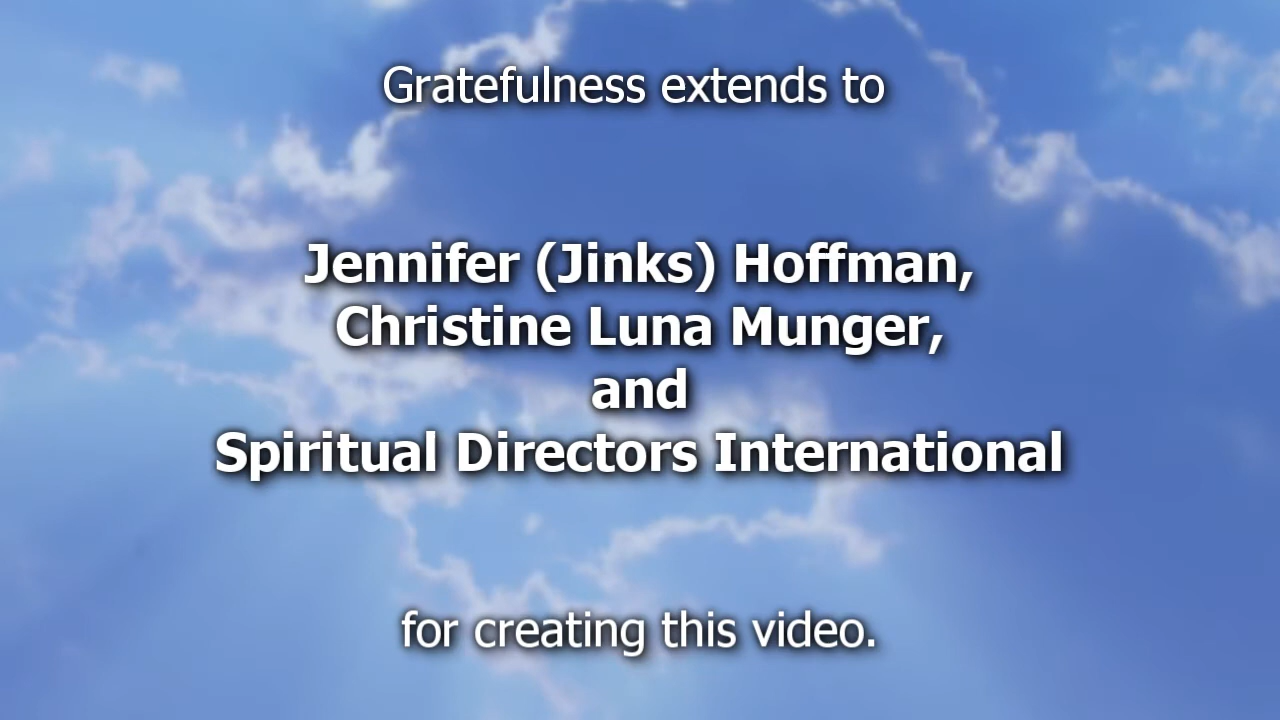 Gratefulness extends to
Jennifer (Jinks) Hoffman,
Christine Luna Munger,
and
Spiritual Directors International
for creating this video.